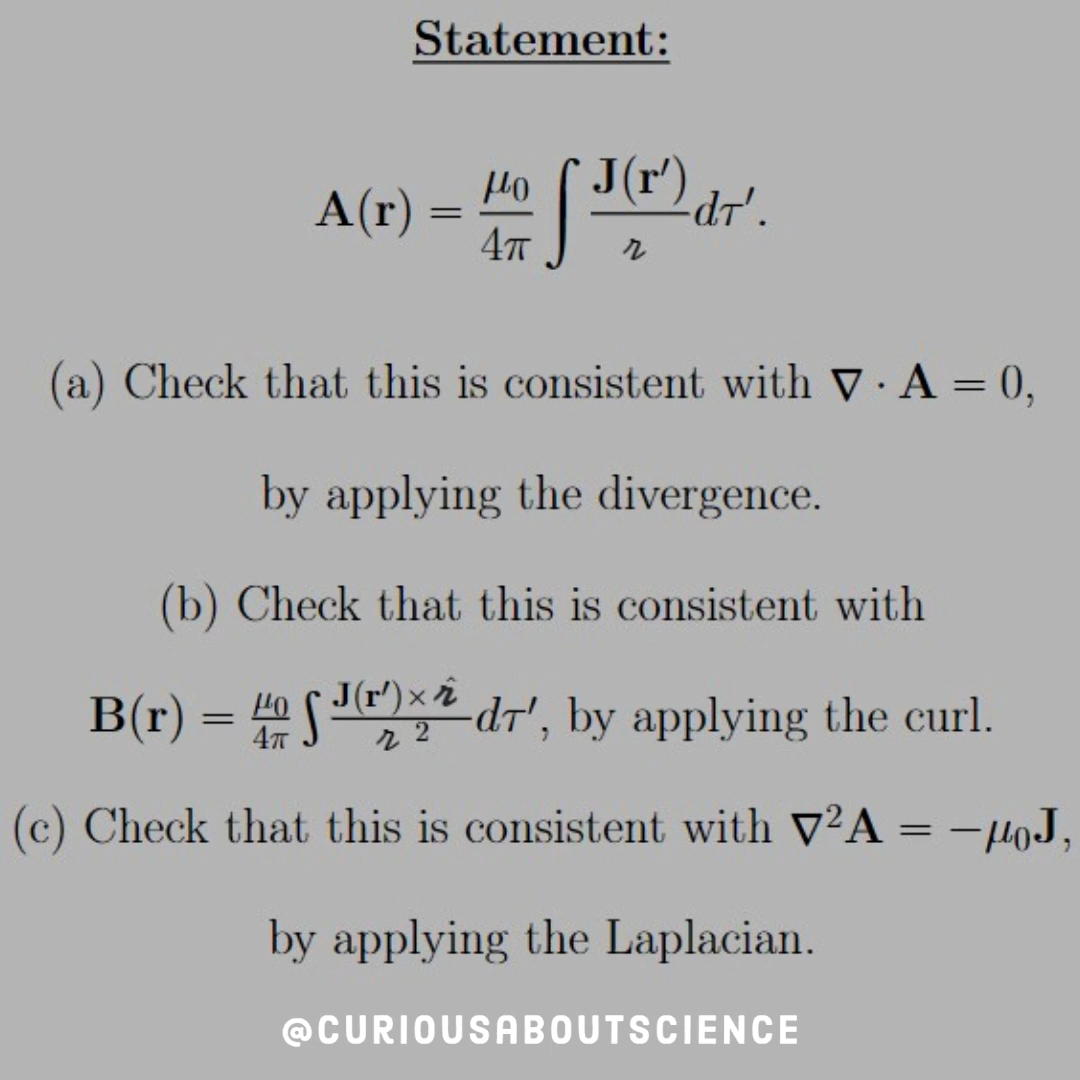 Statement:
A(r) = μ₀/4π ∫ J(r′)/𝓇 dτ′.
(a) Check that this is consistent with ∇ · A = 0,
by applying the divergence.
(b) Check that this is consistent with
B(r) = μ₀/4π ∫ J(r′)×𝓇̂/𝓇² dτ′, by applying the curl.
(c) Check that this is consistent with ∇²A = −μ₀J,
by applying the Laplacian.
@CURIOUSABOUTSCIENCE